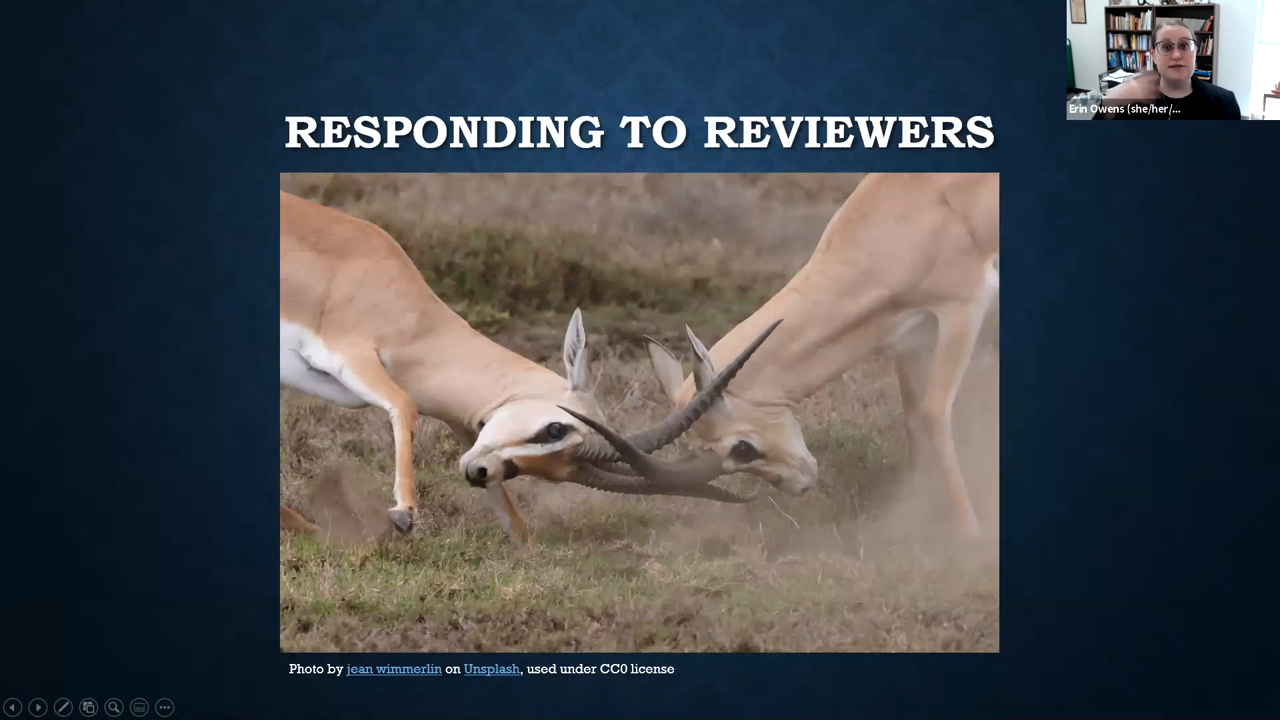 RESPONDING TO REVIEWERS
Erin Owens (she/her/...
Photo by jean wimmerlin on Unsplash, used under CC0 license